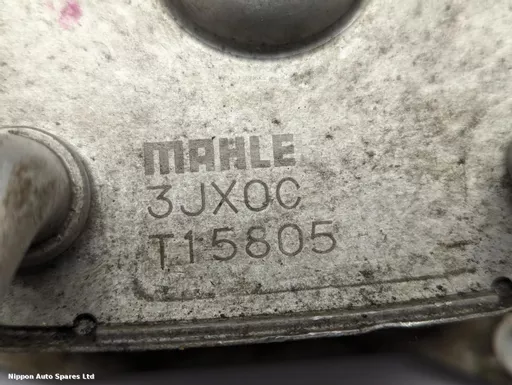 MAHLE
3JX0C
T15805
Nippon Auto Spares Ltd